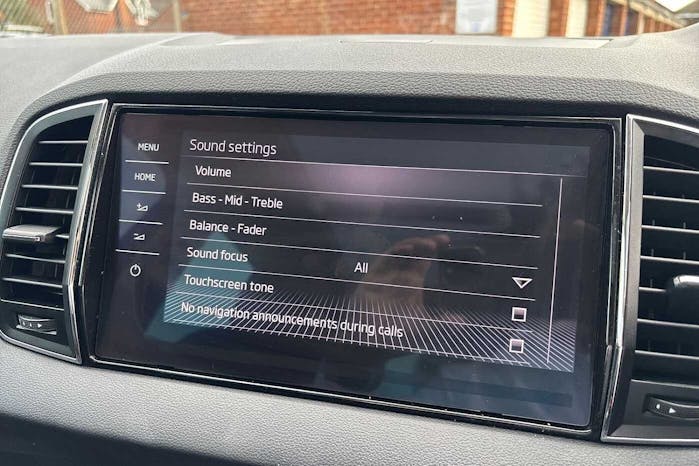 MENU
HOME
Sound settings
Volume
Bass - Mid - Treble
Balance - Fader
Sound focus
All
Touchscreen tone
No navigation announcements during calls